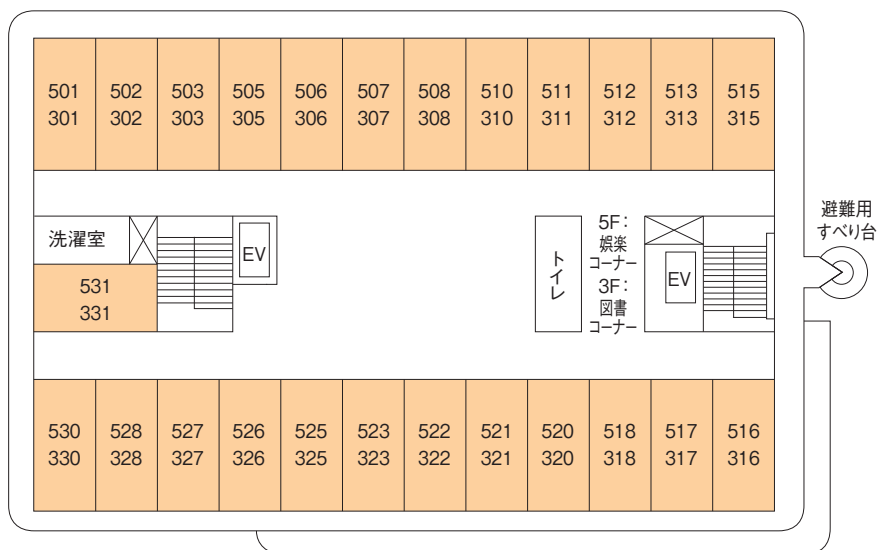 501 502 503 505 506 507 508 510 511 512 513 515
301 302 303 305 306 307 308 310 311 312 313 315
洗濯室
EV
531
331
トイレ
5F：
娯楽
コーナー
3F：
図書
コーナー
EV
避難用
すべり台
530 528 527 526 525 523 522 521 520 518 517 516
330 328 327 326 325 323 322 321 320 318 317 316